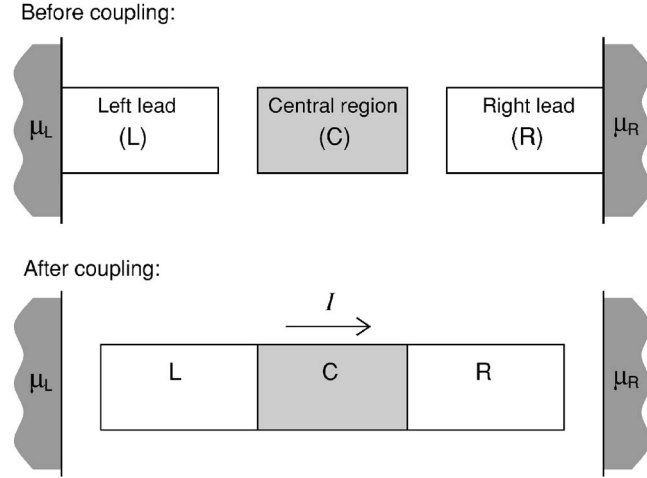 Before coupling:
Left lead
(L)
Central region
(C)
Right lead
(R)
μL
μR
After coupling:
I
L
C
R
μL
μR